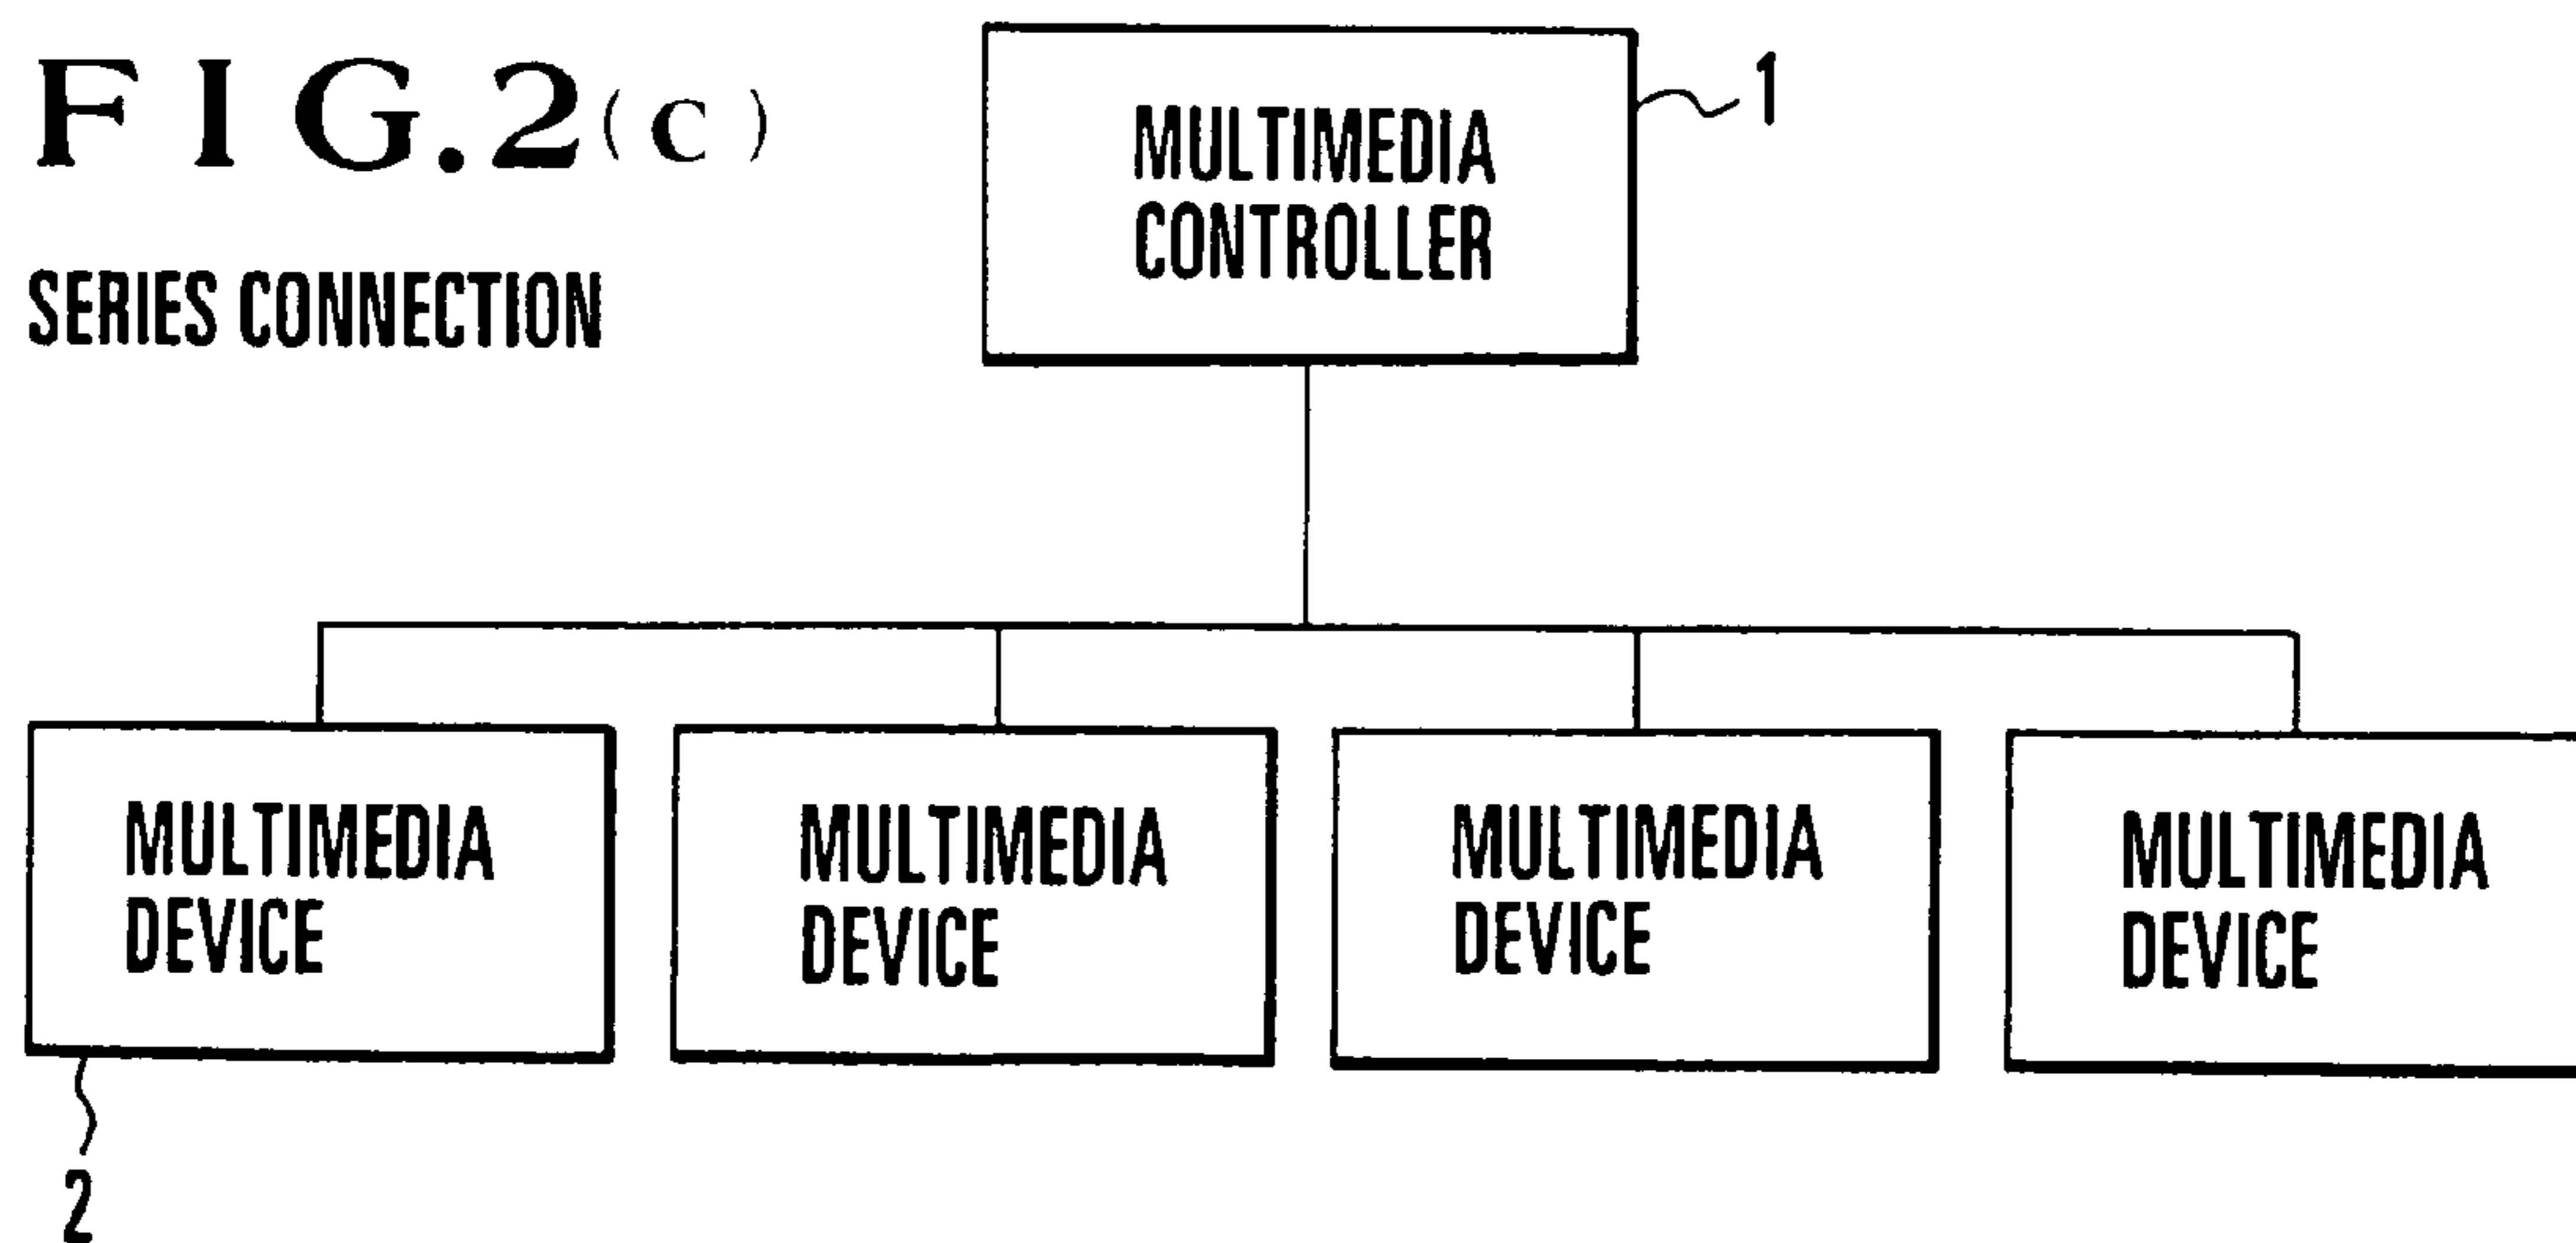 FIG.2(c)
SERIES CONNECTION
MULTIMEDIA
CONTROLLER
1
MULTIMEDIA
DEVICE
MULTIMEDIA
DEVICE
MULTIMEDIA
DEVICE
MULTIMEDIA
DEVICE
2